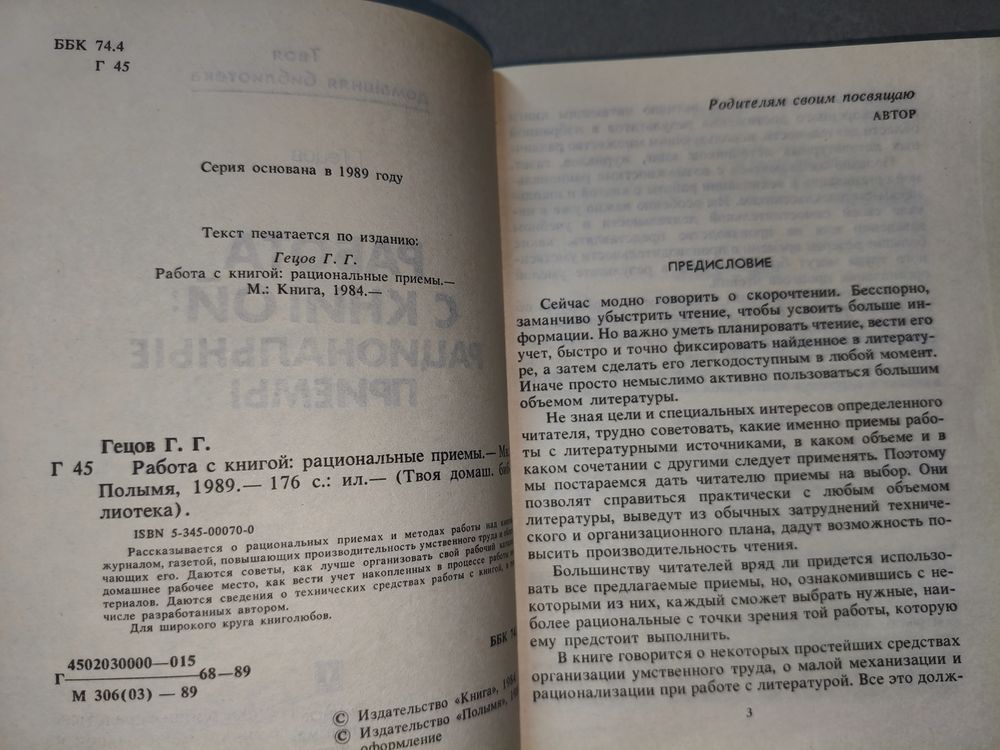 ББК 74.4
Г 45
Серия основана в 1989 году
Текст печатается по изданию:
Гецов Г. Г.
Работа с книгой: рациональные приемы.—
М.: Книга, 1984.—
Гецов Г. Г.
Г 45 Работа с книгой: рациональные приемы.— Мн.
Полымя, 1989.— 176 с.: ил.— (Твоя домаш. биб
лиотека).
ISBN 5-345-00070-0
Рассказывается о рациональных приемах и методах работы над книгой
журналом, газетой, повышающих производительность умственного труда и
чающих его. Даются советы, как лучше организовать свой рабочий
домашнее рабочее место, как вести учет накопленных в процессе работы
териалов. Даются сведения о технических средствах работы с книгой, в
числе разработанных автором.
Для широкого круга книголюбов.
ББК 74
4502030000—015
Г 68—89
М 306(03) — 89
© Издательство «Книга», 1984
© Издательство «Полымя»,
оформление
Родителям своим посвящаю
АВТОР
ПРЕДИСЛОВИЕ
Сейчас модно говорить о скорочтении. Бесспорно,
заманчиво убыстрить чтение, чтобы усвоить больше ин-
формации. Но важно уметь планировать чтение, вести его
учет, быстро и точно фиксировать найденное в литерату-
ре, а затем сделать его легкодоступным в любой момент.
Иначе просто немыслимо активно пользоваться большим
объемом литературы.
Не зная цели и специальных интересов определенного
читателя, трудно советовать, какие именно приемы рабо-
ты с литературными источниками, в каком объеме и в
каком сочетании с другими следует применять. Поэтому
мы постараемся дать читателю приемы на выбор. Они
позволят справиться практически с любым объемом
литературы, выведут из обычных затруднений техниче-
ского и организационного плана, дадут возможность по-
высить производительность чтения.
Большинству читателей вряд ли придется использо-
вать все предлагаемые приемы, но, ознакомившись с не-
которыми из них, каждый сможет выбрать нужные, наи-
более рациональные с точки зрения той работы, которую
ему предстоит выполнить.
В книге говорится о некоторых простейших средствах
организации умственного труда, о малой механизации и
рационализации при работе с литературой. Все это долж-
3